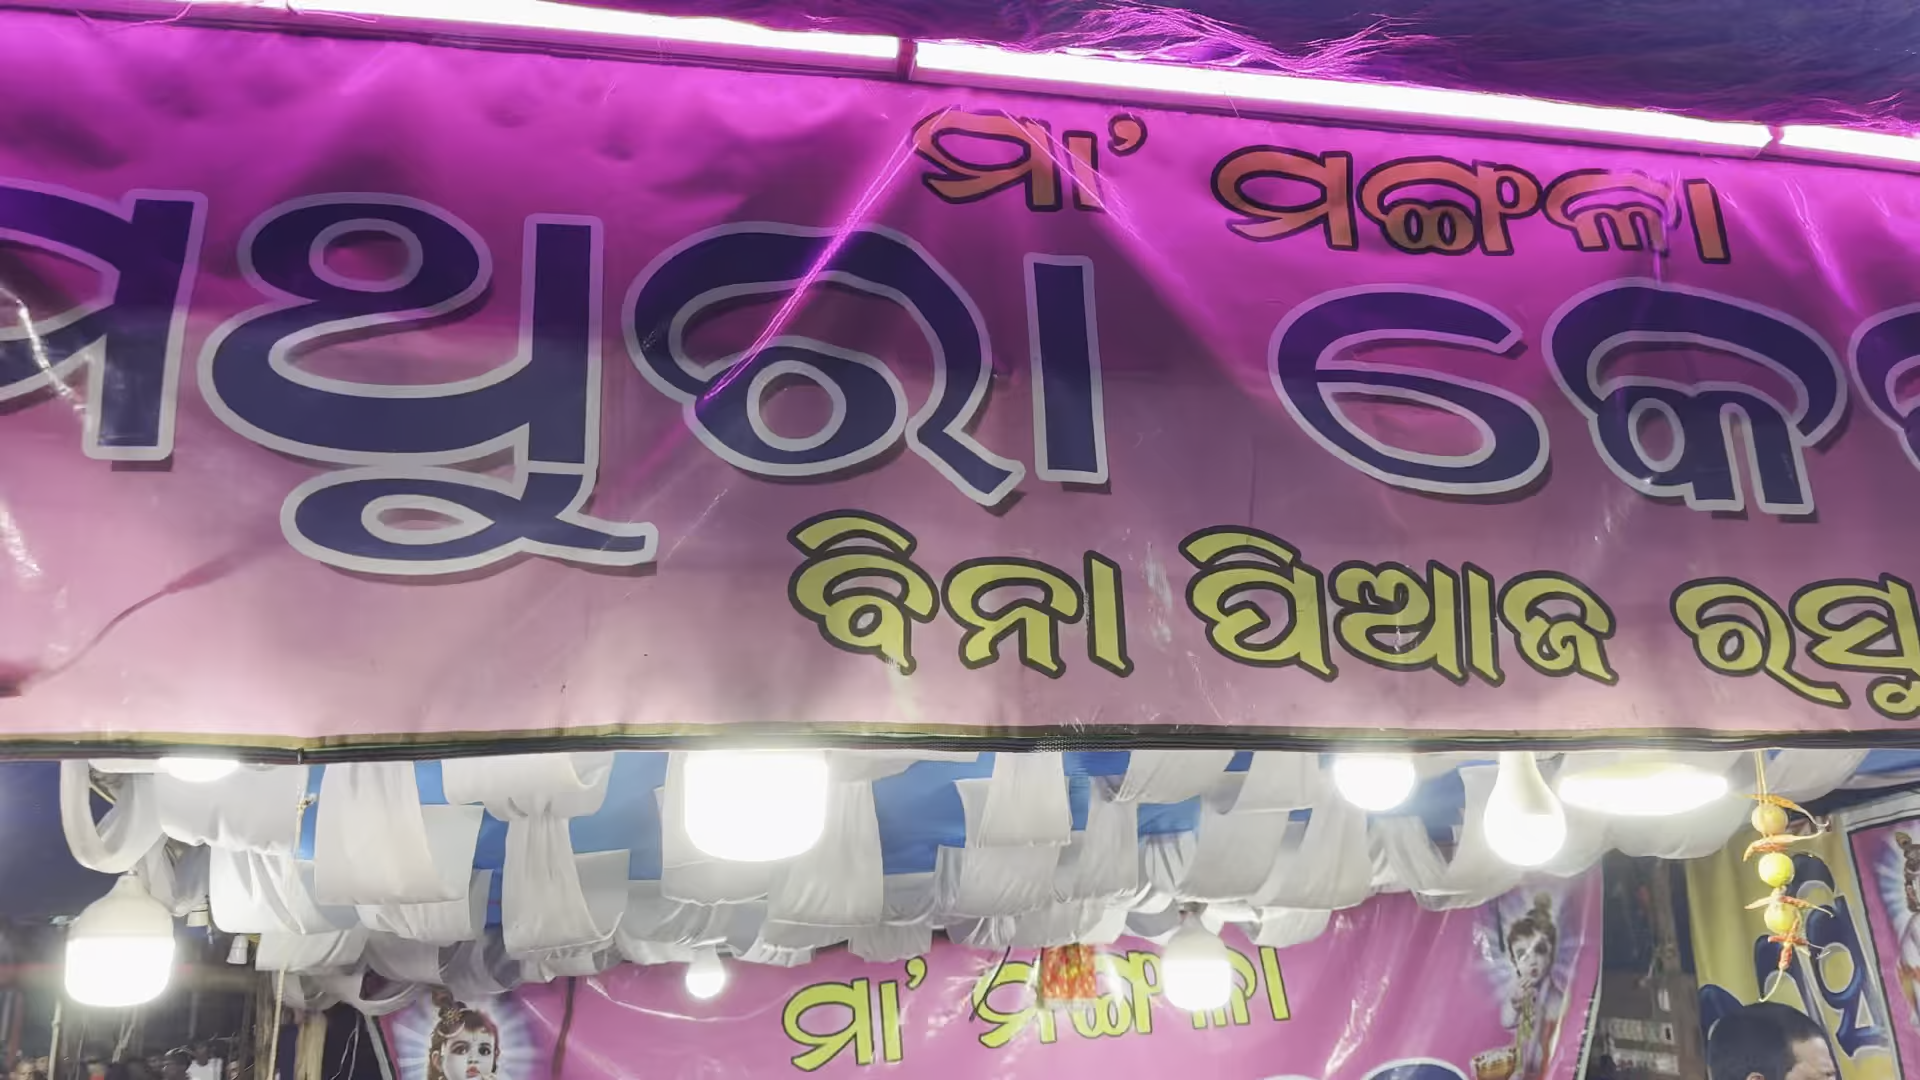 ମା' ମଙ୍ଗଳା
ମଥୁରା
ବିନା ପିଆଜ
ମା' ମଙ୍ଗଳା